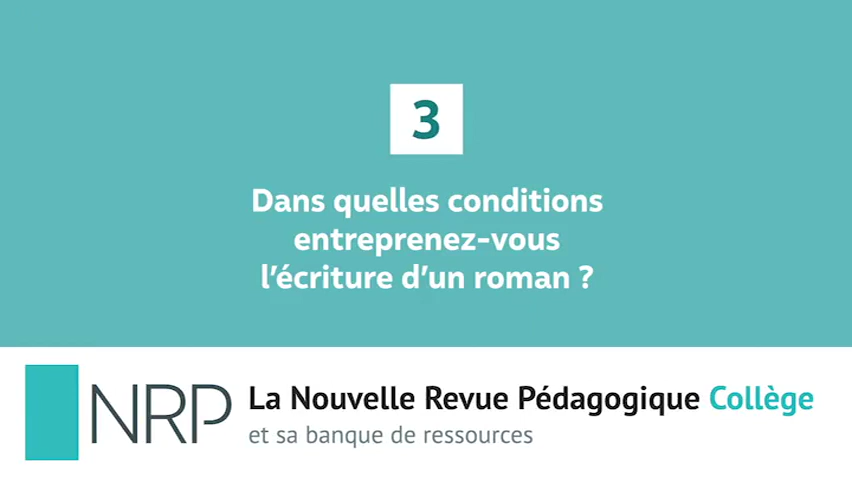 3
Dans quelles conditions
entreprenez-vous
l’écriture d’un roman ?
NRP La Nouvelle Revue Pédagogique Collège
et sa banque de ressources